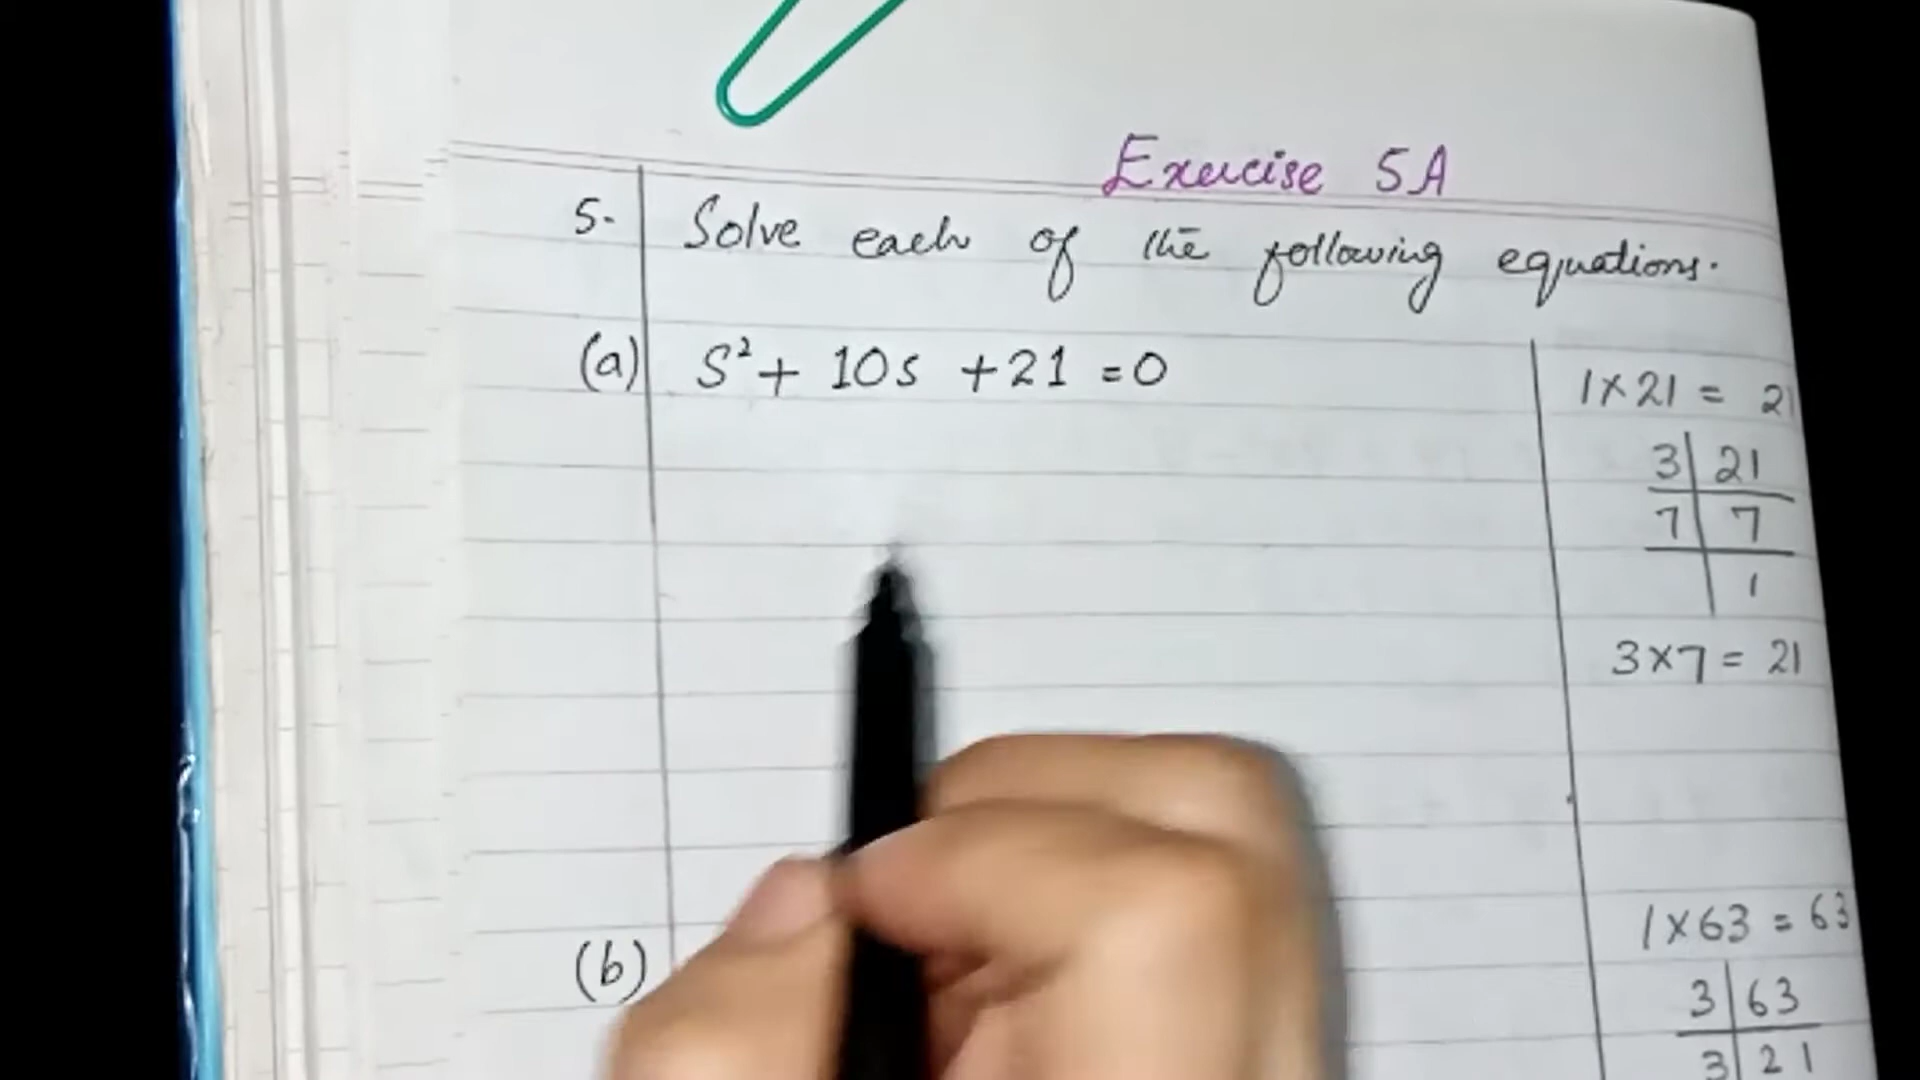 Exercise 5A
5. Solve each of the following equations.
(a) S² + 10s + 21 = 0
1 × 21 = 21
3 | 21
7 | 7
| 1
3 × 7 = 21
(b)
1 × 63 = 63
3 | 63
3 | 21